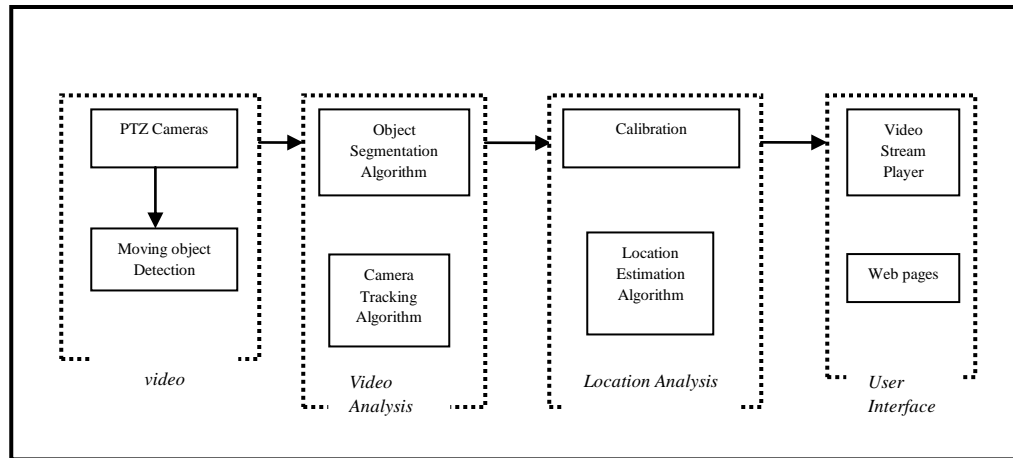 PTZ Cameras
Moving object
Detection
video
Object
Segmentation
Algorithm
Camera
Tracking
Algorithm
Video
Analysis
Calibration
Location
Estimation
Algorithm
Location Analysis
Video
Stream
Player
Web pages
User
Interface